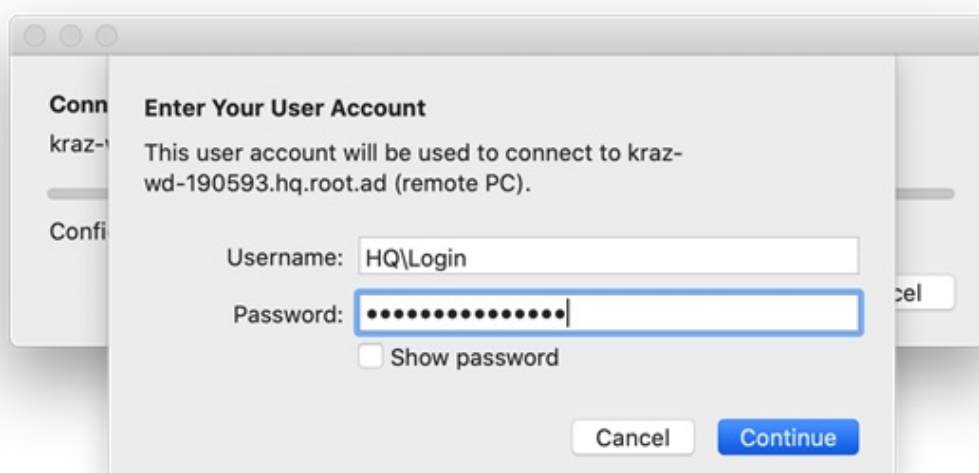 Conn
kraz-
Confi
Enter Your User Account
This user account will be used to connect to kraz-
wd-190593.hq.root.ad (remote PC).
Username: HQ\Login
Password: •••••••••••••••
Show password
cel
Cancel
Continue